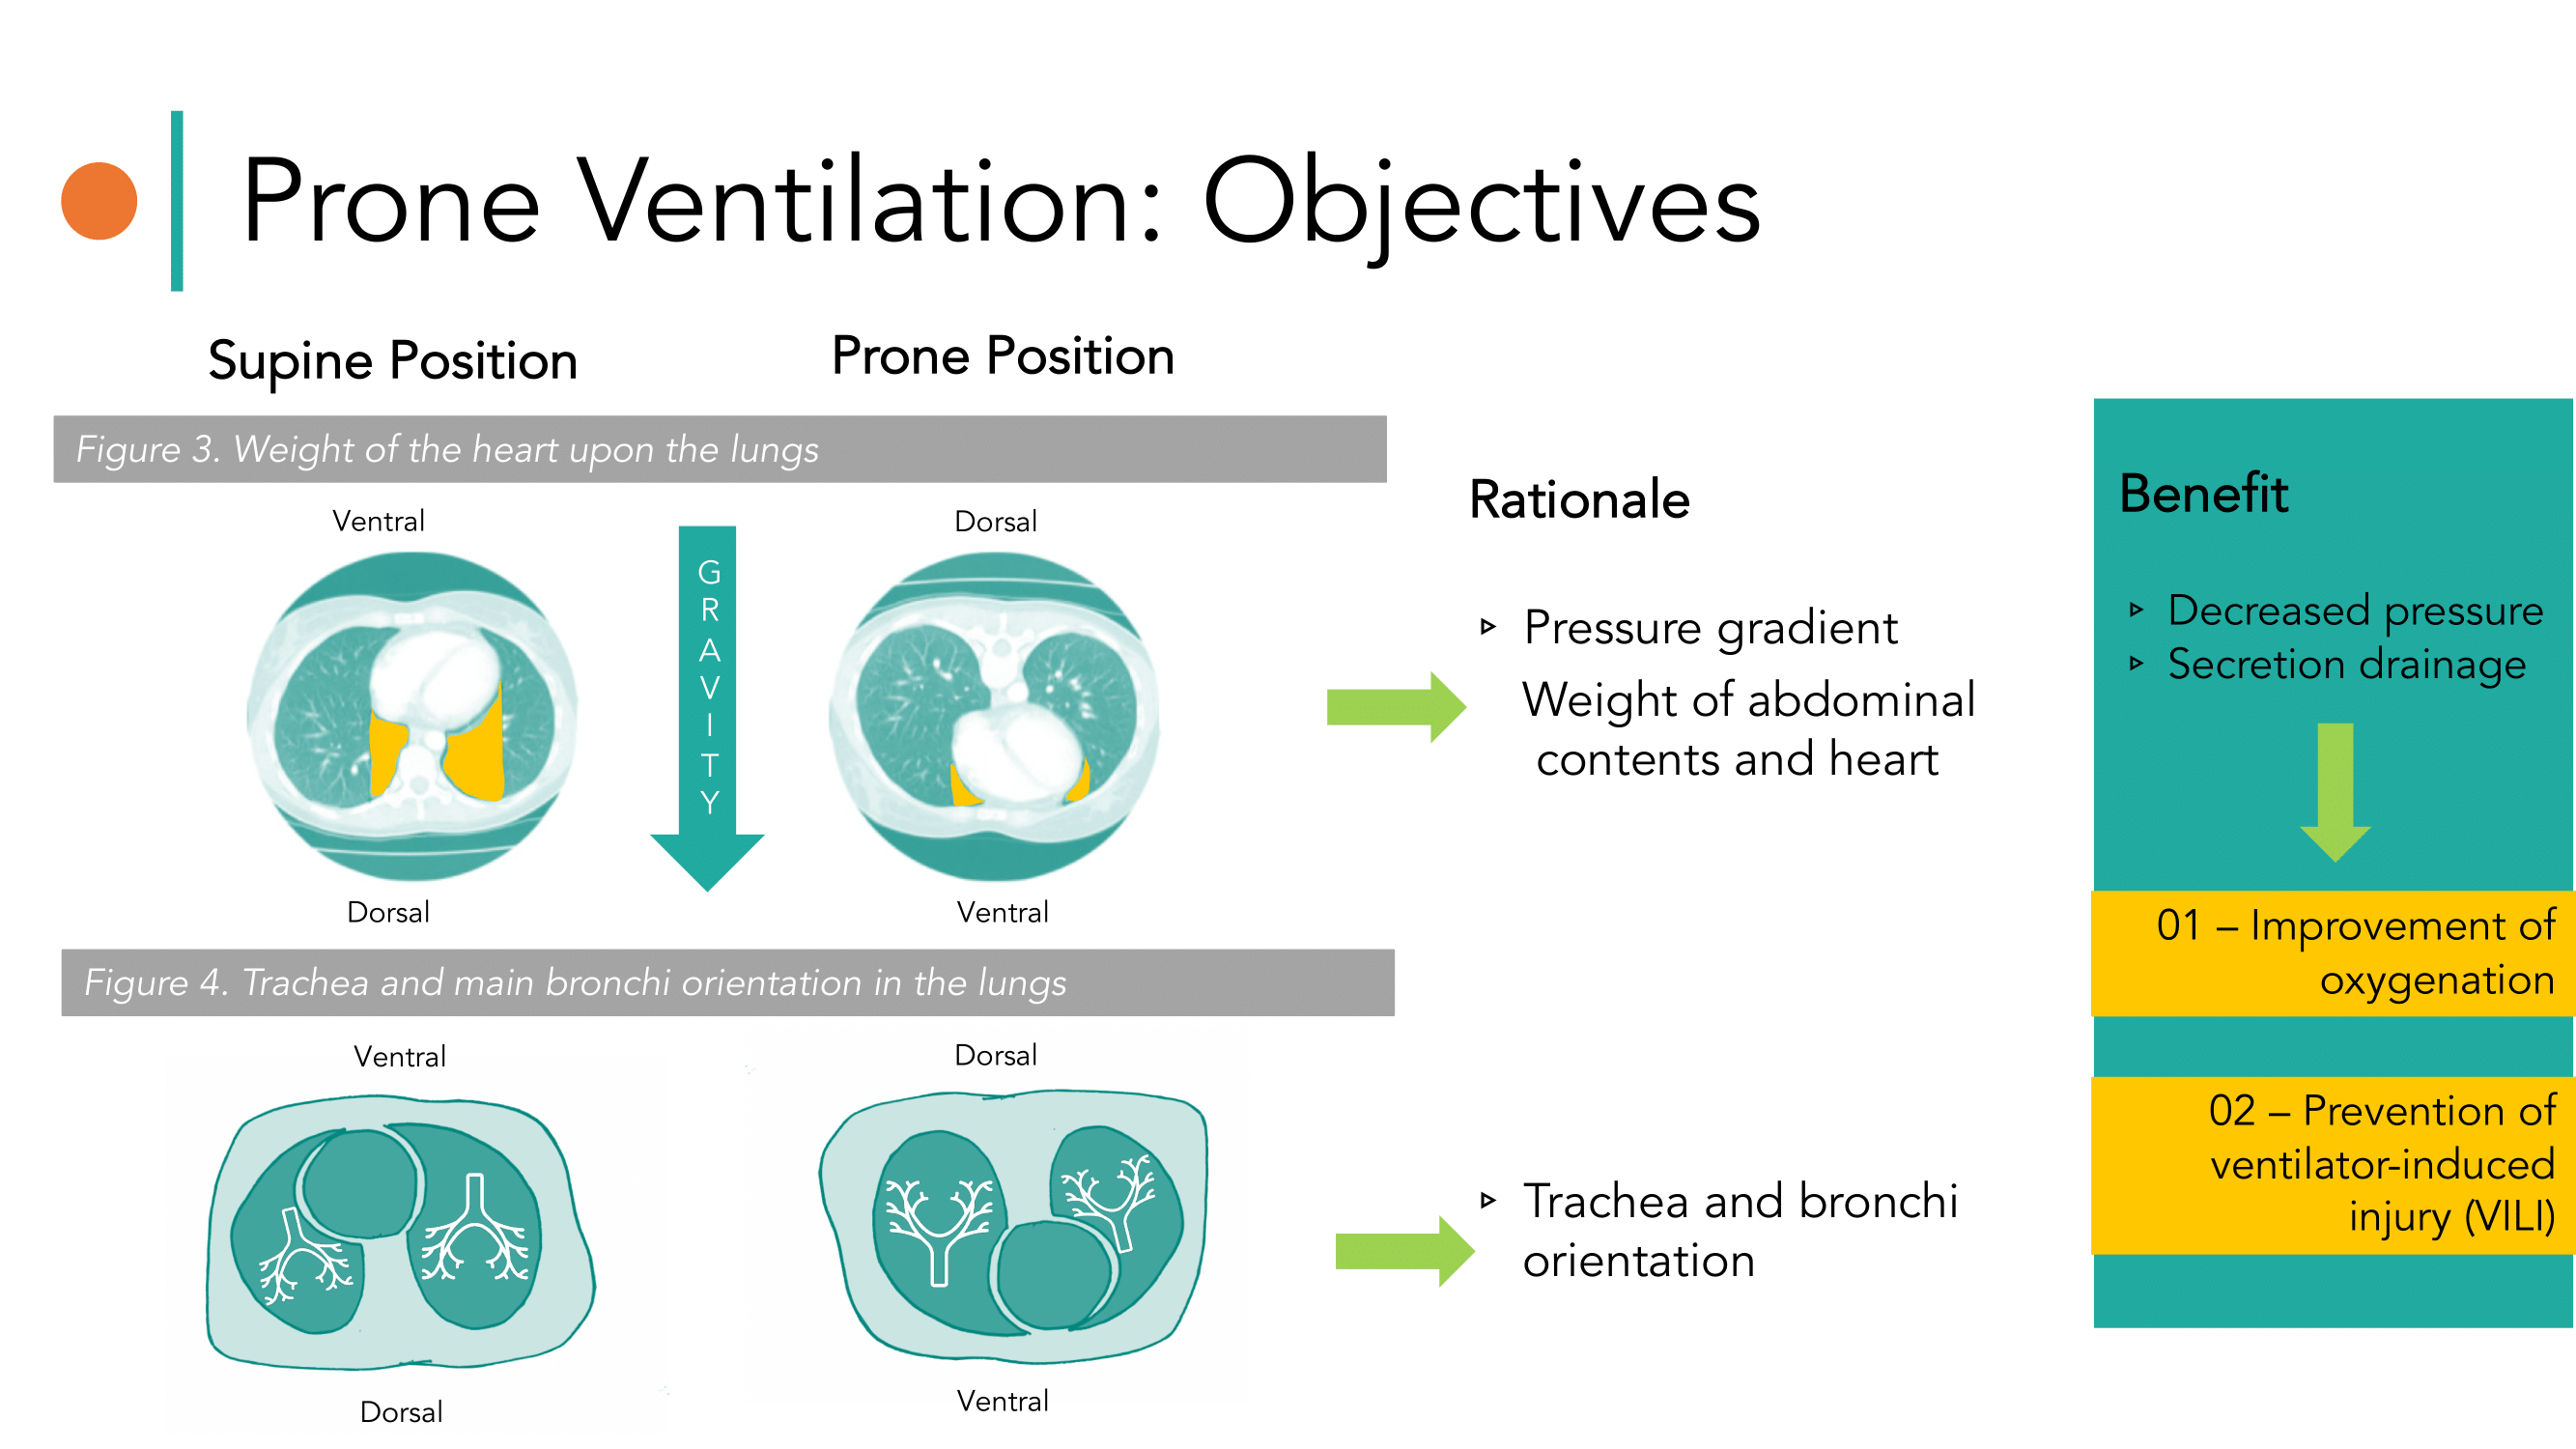 Prone Ventilation: Objectives
Supine Position
Prone Position
Figure 3. Weight of the heart upon the lungs
Ventral
Dorsal
G
R
A
V
I
T
Y
Dorsal
Ventral
Figure 4. Trachea and main bronchi orientation in the lungs
Ventral
Dorsal
Dorsal
Ventral
Rationale
Pressure gradient
Weight of abdominal
contents and heart
Trachea and bronchi
orientation
Benefit
Decreased pressure
Secretion drainage
01 – Improvement of
oxygenation
02 – Prevention of
ventilator-induced
injury (VILI)